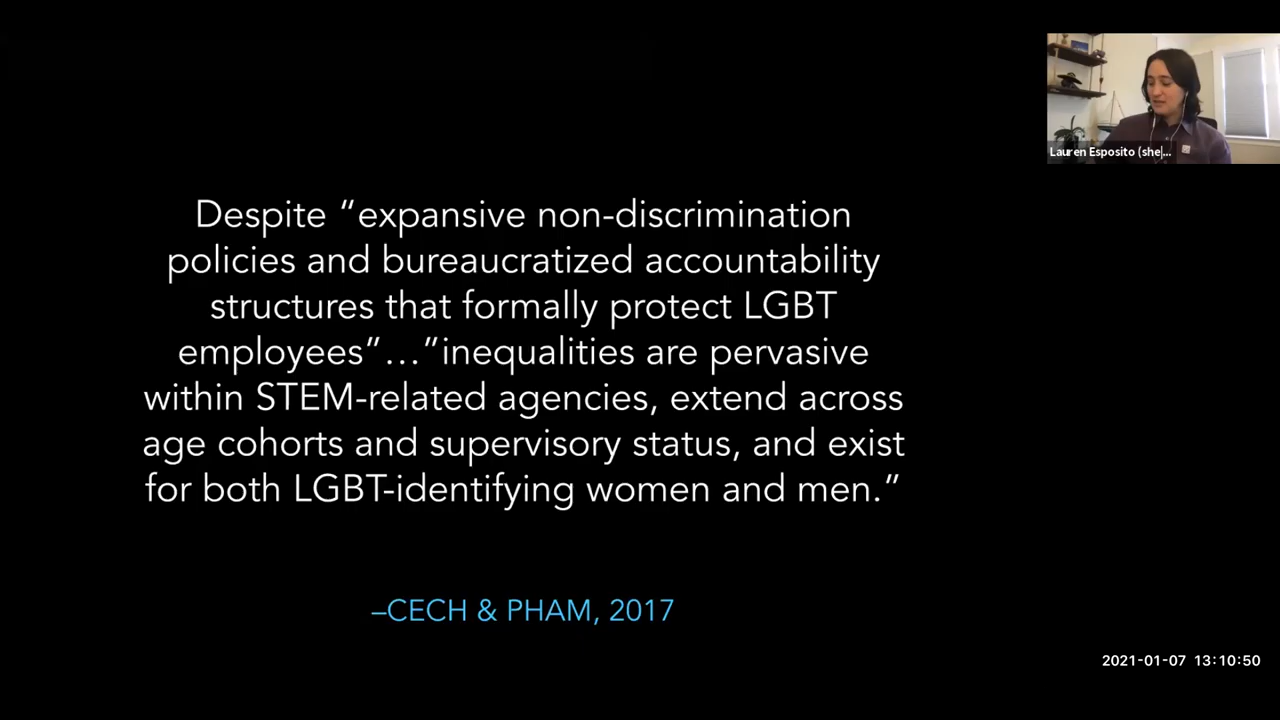 Lauren Esposito (she|...
Despite “expansive non-discrimination
policies and bureaucratized accountability
structures that formally protect LGBT
employees”...”inequalities are pervasive
within STEM-related agencies, extend across
age cohorts and supervisory status, and exist
for both LGBT-identifying women and men.”
–CECH & PHAM, 2017
2021-01-07 13:10:50